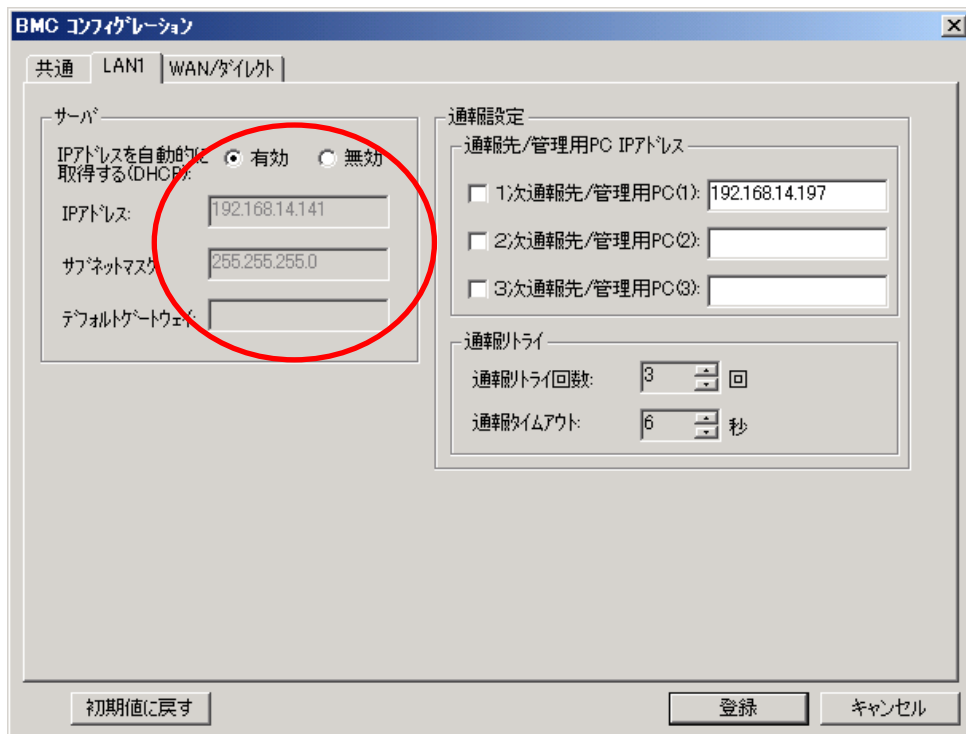 BMC コンフィグレーション
共通
LAN1
WAN/ダイレクト
サーバ
IPアドレスを自動的に
取得する(DHCP):
有効
無効
IPアドレス:
192.168.14.141
サブネットマスク
255.255.255.0
デフォルトゲートウェイ:
通報設定
通報先/管理用PC IPアドレス
1次通報先/管理用PC(1):
192.168.14.197
2次通報先/管理用PC(2):
3次通報先/管理用PC(3):
通報リトライ
通報リトライ回数:
3
回
通報タイムアウト:
6
秒
初期値に戻す
登録
キャンセル